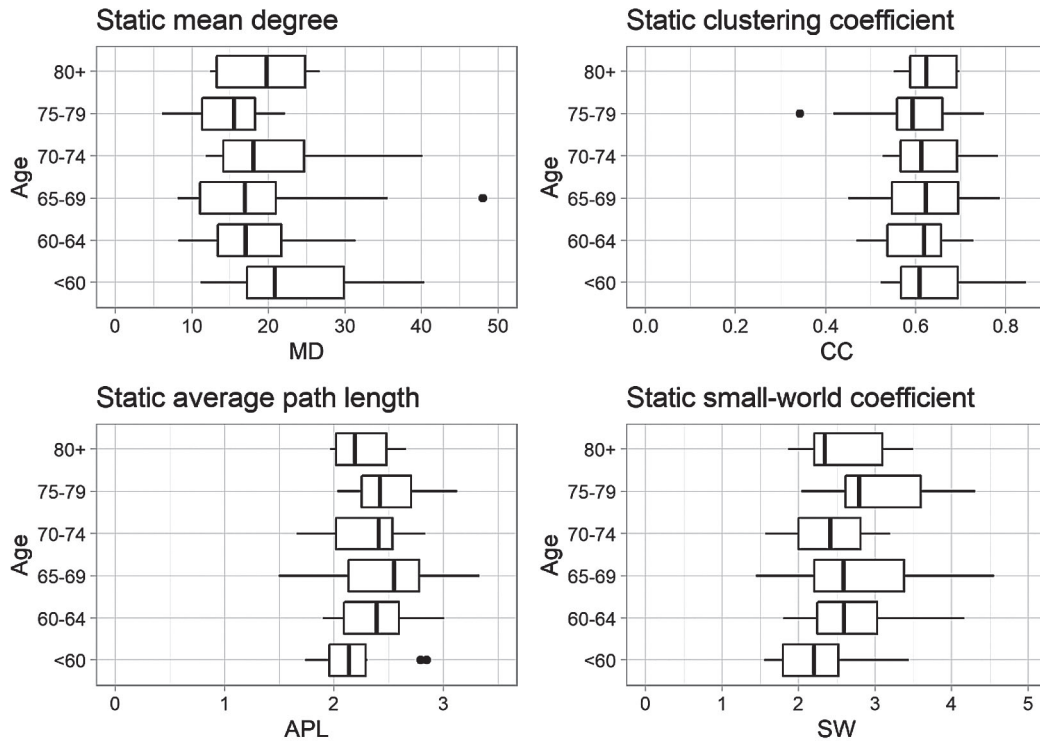 Static mean degree
Age
80+
75-79
70-74
65-69
60-64
<60
0 10 20 30 40 50
MD
Static clustering coefficient
Age
80+
75-79
70-74
65-69
60-64
<60
0.0 0.2 0.4 0.6 0.8
CC
Static average path length
Age
80+
75-79
70-74
65-69
60-64
<60
0 1 2 3
APL
Static small-world coefficient
Age
80+
75-79
70-74
65-69
60-64
<60
0 1 2 3 4 5
SW